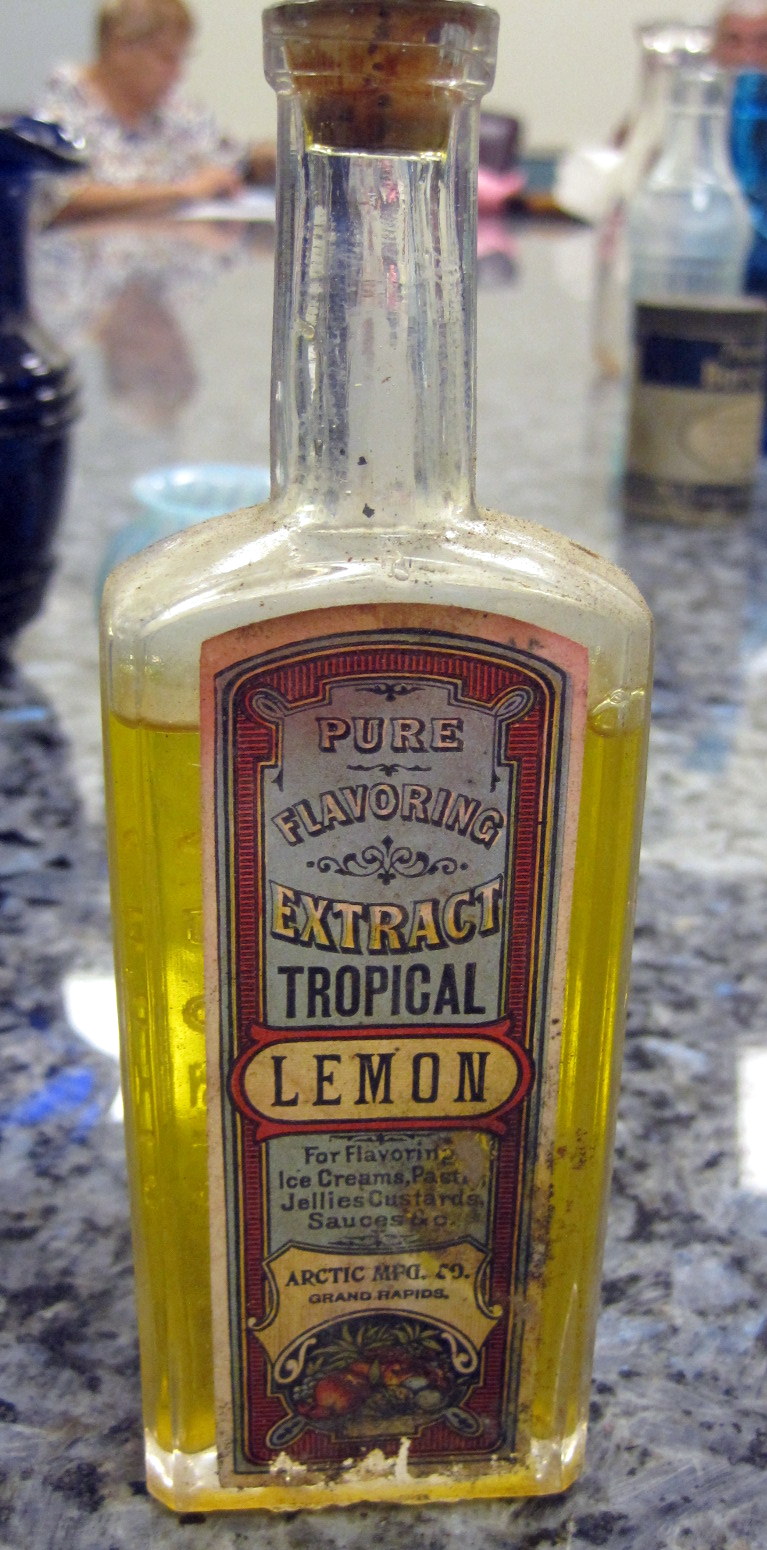 PURE
FLAVORING
EXTRACT
TROPICAL
LEMON
For Flavoring
Ice Creams,
Jellies Custards,
Sauces &c.
ARCTIC MFG. CO.
GRAND RAPIDS.